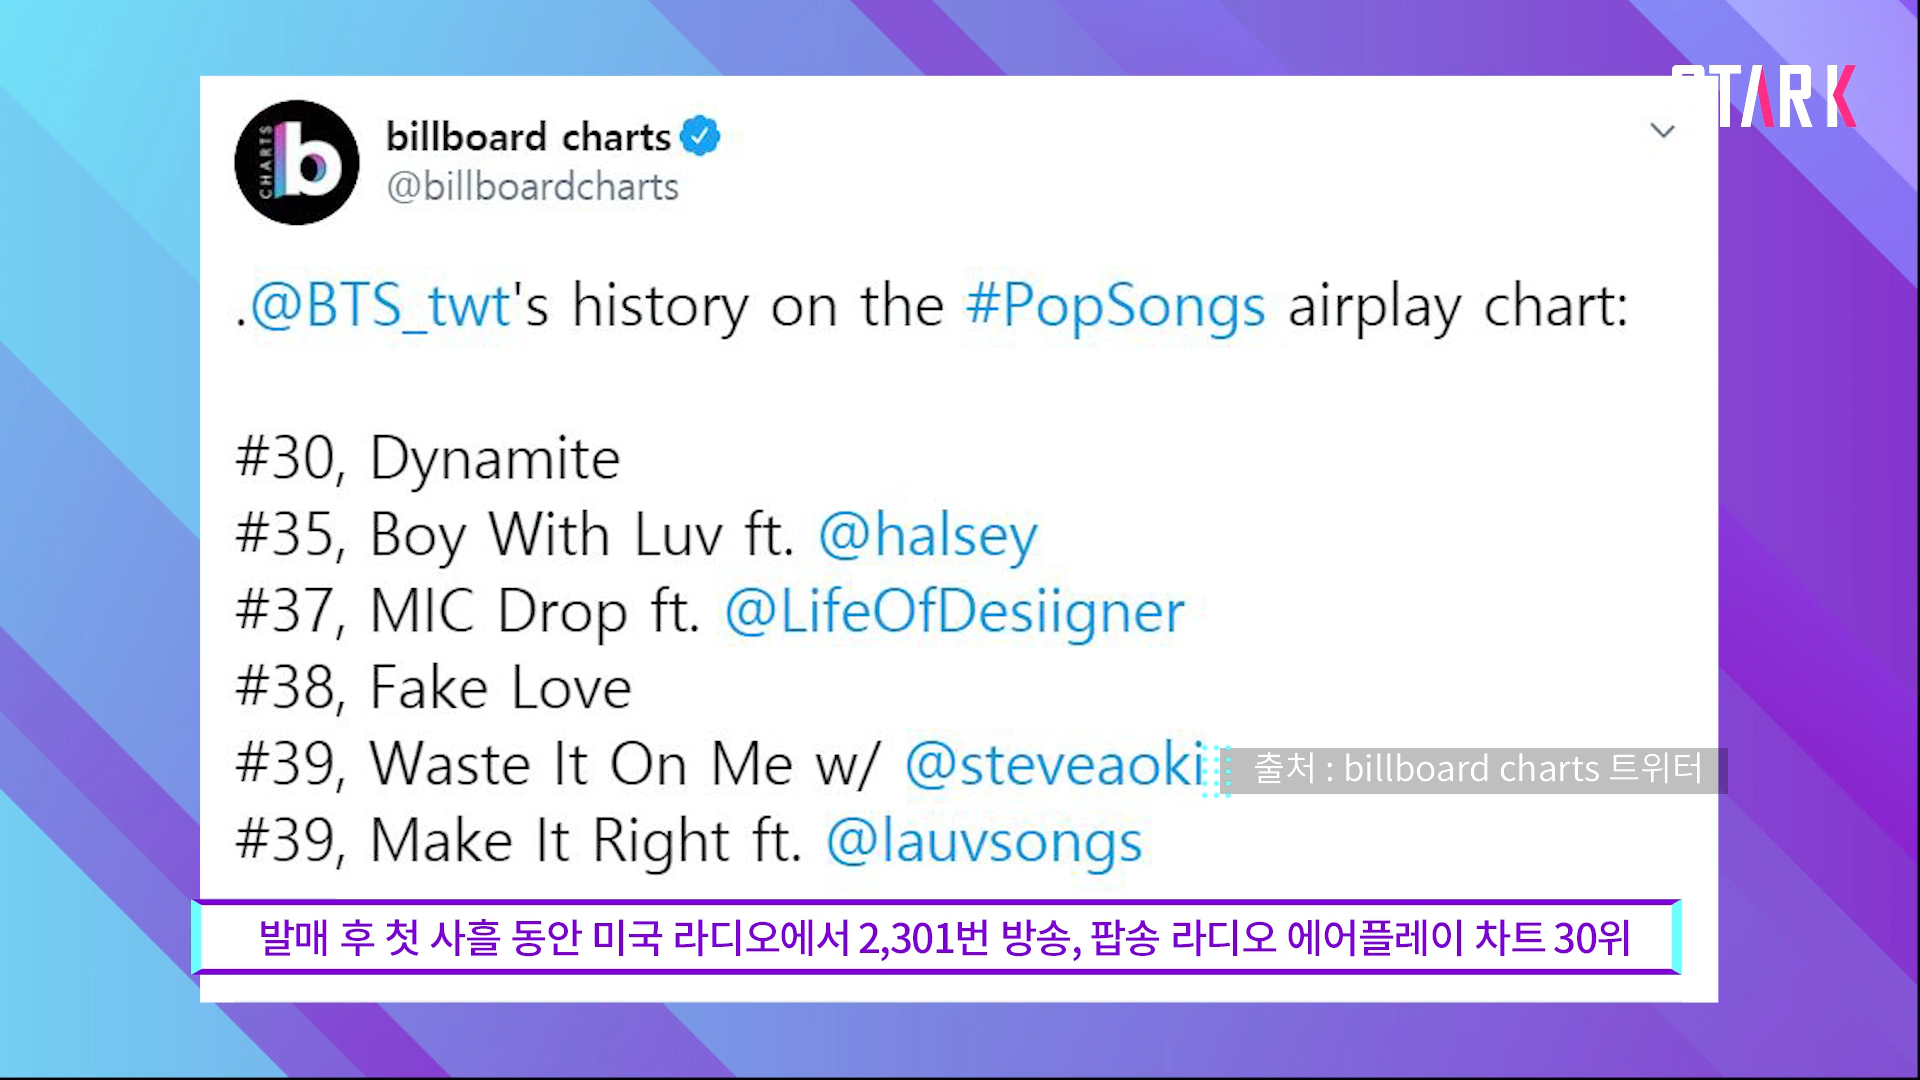 STARK
CHARTS b
billboard charts
@billboardcharts
.@BTS_twt's history on the #PopSongs airplay chart:
#30, Dynamite
#35, Boy With Luv ft. @halsey
#37, MIC Drop ft. @LifeOfDesiigner
#38, Fake Love
#39, Waste It On Me w/ @steveaoki
출처 : billboard charts 트위터
#39, Make It Right ft. @lauvsongs
발매 후 첫 사흘 동안 미국 라디오에서 2,301번 방송, 팝송 라디오 에어플레이 차트 30위